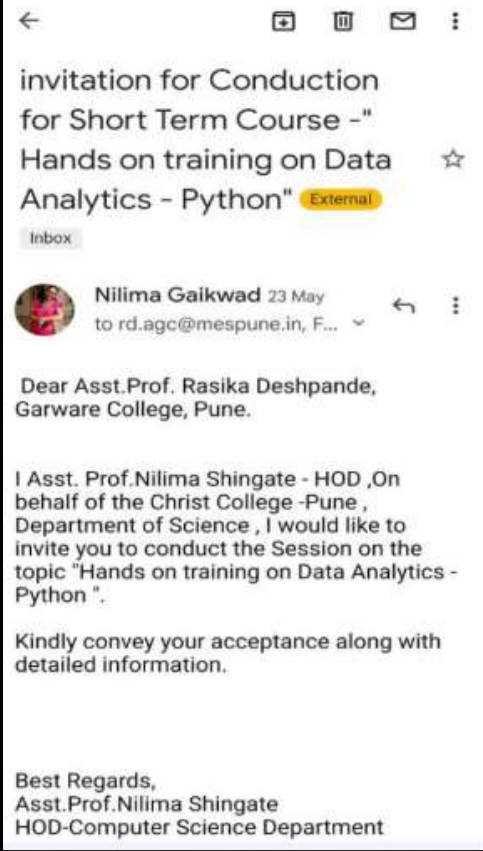 invitation for Conduction
for Short Term Course -"
Hands on training on Data
Analytics - Python" External
Inbox
Nilima Gaikwad 23 May
to rd.agc@mespune.in, F...
Dear Asst.Prof. Rasika Deshpande,
Garware College, Pune.
I Asst. Prof.Nilima Shingate - HOD ,On
behalf of the Christ College -Pune ,
Department of Science , I would like to
invite you to conduct the Session on the
topic "Hands on training on Data Analytics -
Python ".
Kindly convey your acceptance along with
detailed information.
Best Regards,
Asst.Prof.Nilima Shingate
HOD-Computer Science Department